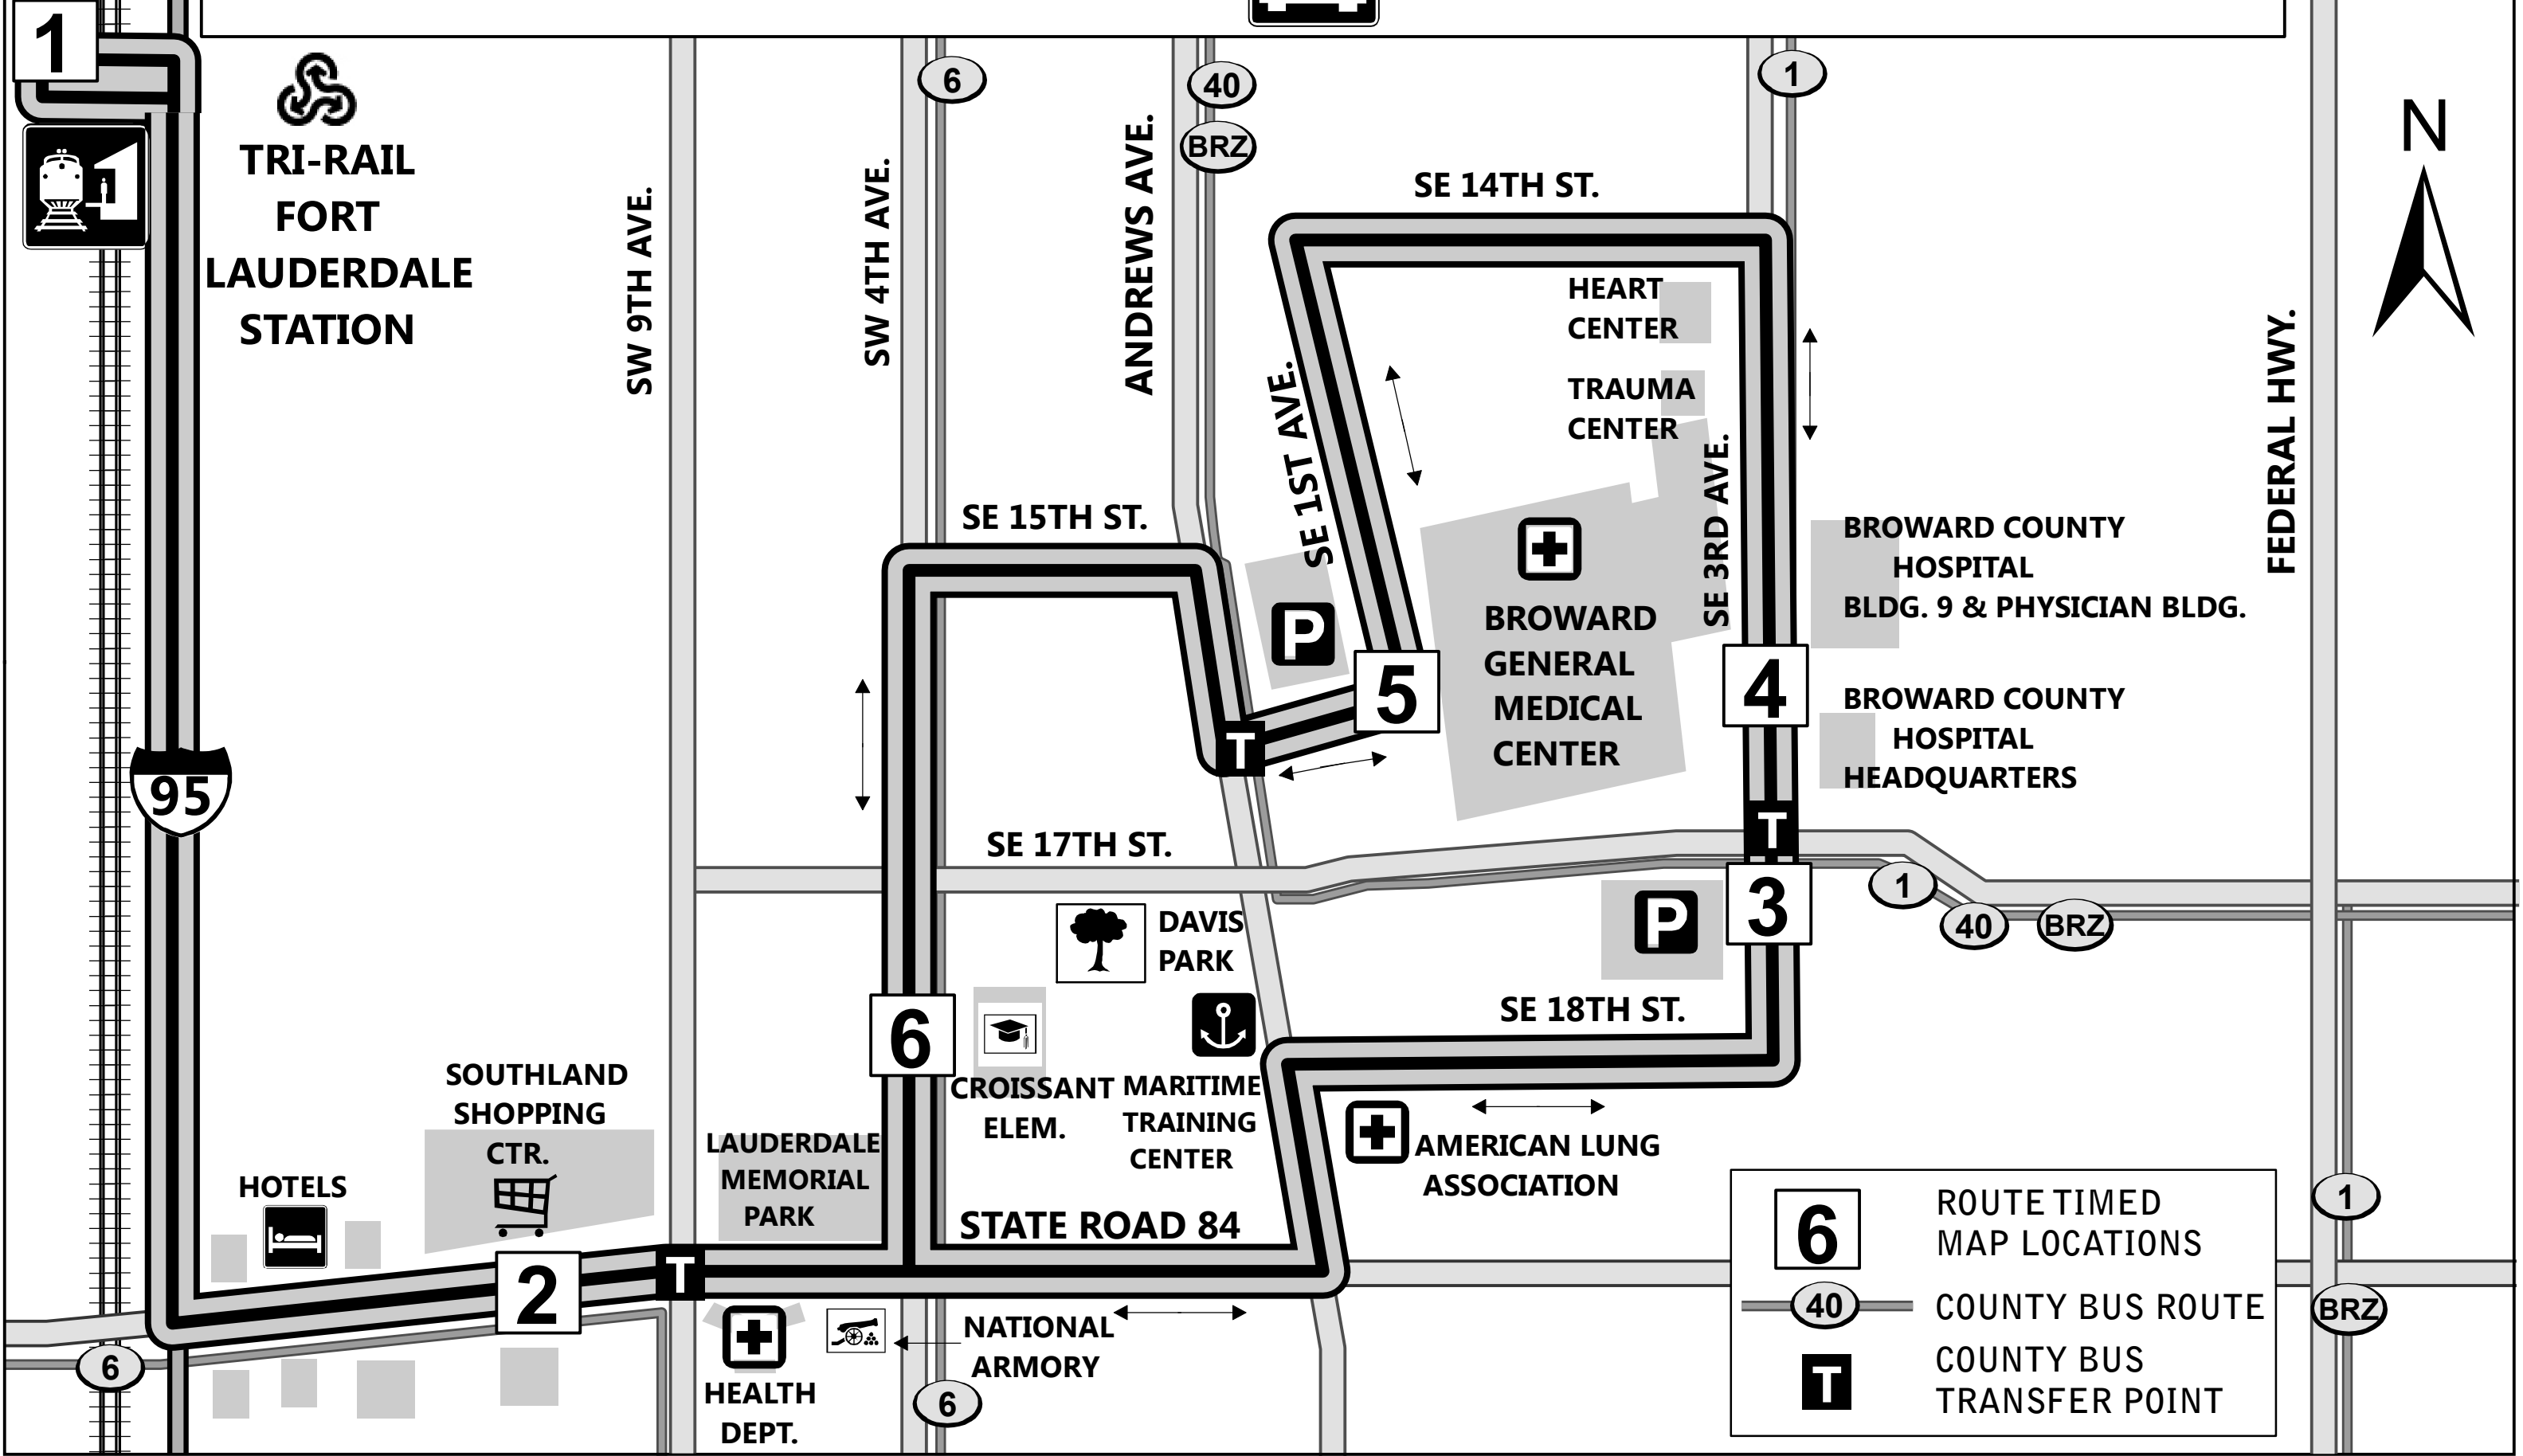 1
TRI-RAIL
FORT
LAUDERDALE
STATION
SW 9TH AVE.
SW 4TH AVE.
6
ANDREWS AVE.
40
BRZ
1
N
SE 14TH ST.
HEART
CENTER
TRAUMA
CENTER
SE 1ST AVE.
SE 3RD AVE.
FEDERAL HWY.
SE 15TH ST.
P
BROWARD COUNTY
HOSPITAL
BLDG. 9 & PHYSICIAN BLDG.
BROWARD
GENERAL
MEDICAL
CENTER
5
4
T
BROWARD COUNTY
HOSPITAL
HEADQUARTERS
95
SE 17TH ST.
T
3
P
1
40
BRZ
DAVIS
PARK
6
SE 18TH ST.
CROISSANT
ELEM.
MARITIME
TRAINING
CENTER
SOUTHLAND
SHOPPING
CTR.
LAUDERDALE
MEMORIAL
PARK
AMERICAN LUNG
ASSOCIATION
HOTELS
STATE ROAD 84
2
T
6
HEALTH
DEPT.
NATIONAL
ARMORY
6
1
BRZ
6
ROUTE TIMED
MAP LOCATIONS
40
COUNTY BUS ROUTE
T
COUNTY BUS
TRANSFER POINT